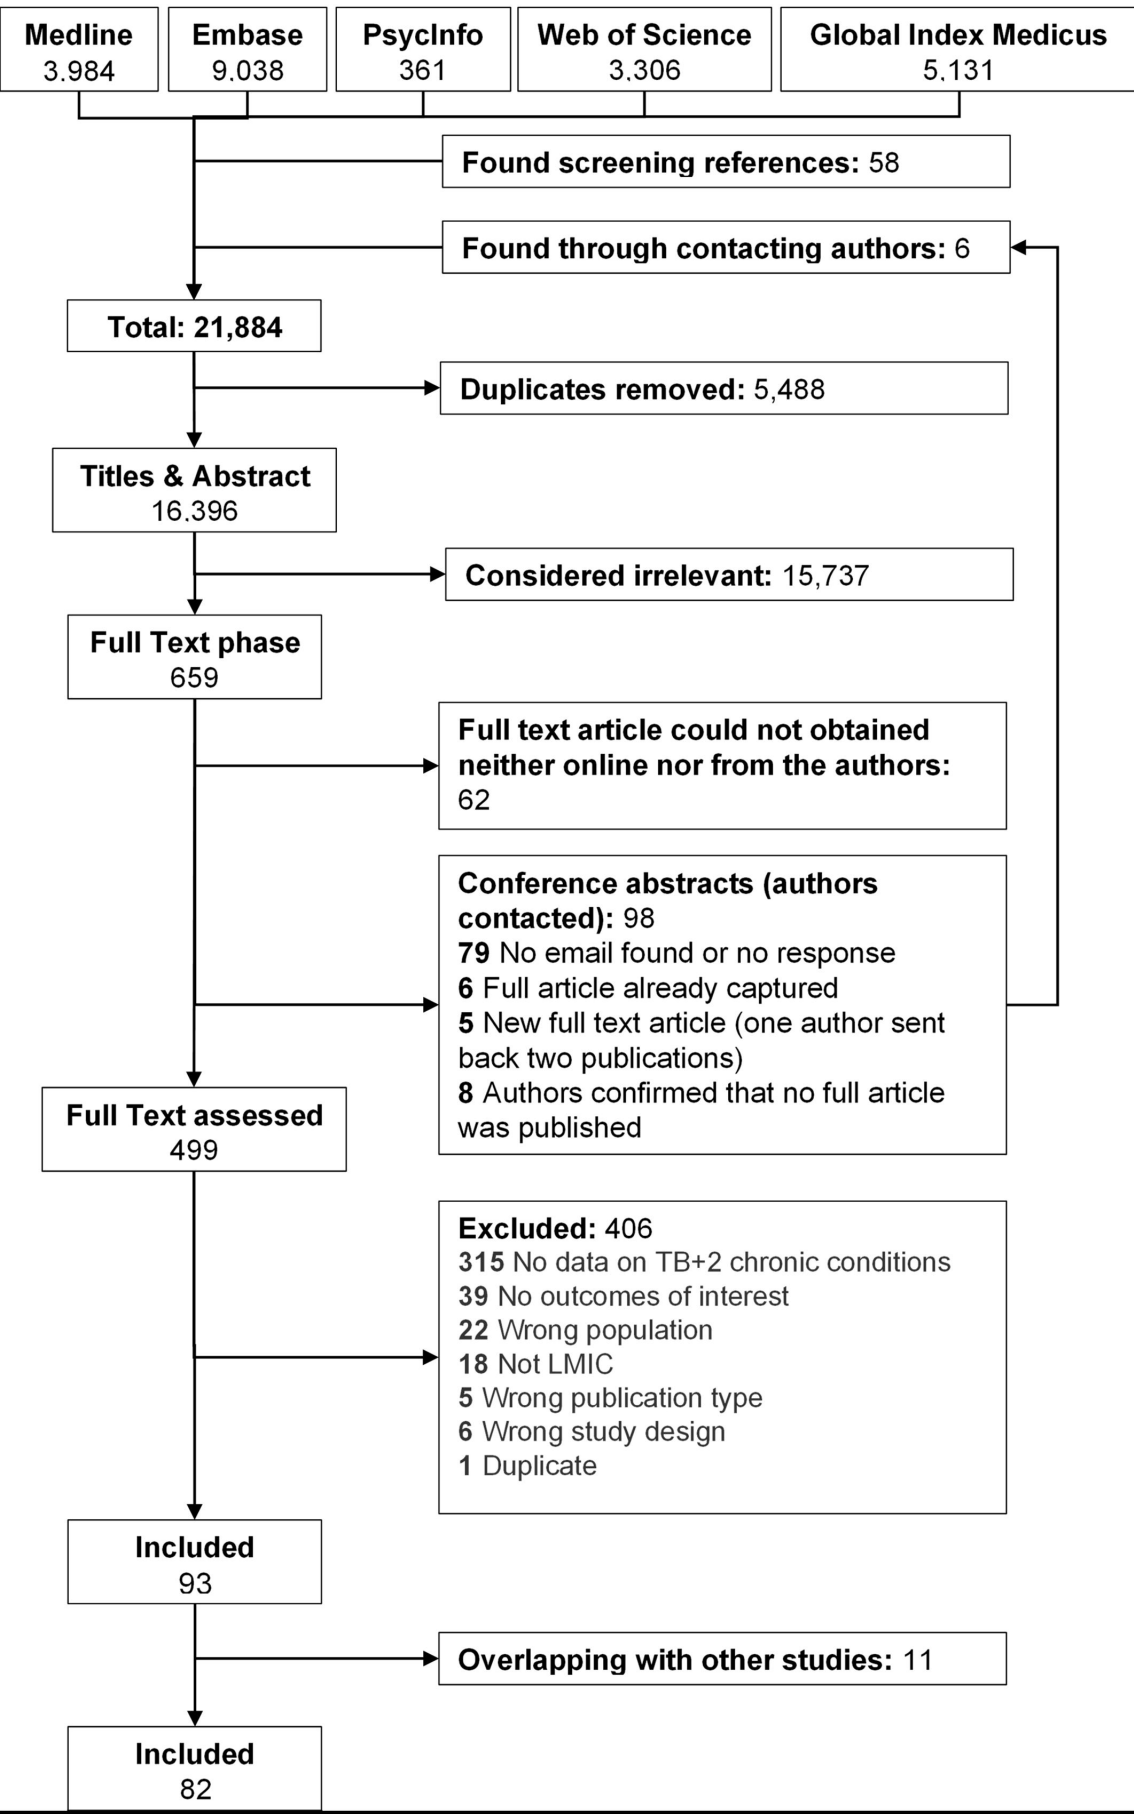 Medline
3,984
Embase
9,038
PsycInfo
361
Web of Science
3,306
Global Index Medicus
5,131
Found screening references: 58
Found through contacting authors: 6
Total: 21,884
Duplicates removed: 5,488
Titles & Abstract
16,396
Considered irrelevant: 15,737
Full Text phase
659
Full text article could not obtained
neither online nor from the authors:
62
Conference abstracts (authors
contacted): 98
79 No email found or no response
6 Full article already captured
5 New full text article (one author sent
back two publications)
8 Authors confirmed that no full article
was published
Full Text assessed
499
Excluded: 406
315 No data on TB+2 chronic conditions
39 No outcomes of interest
22 Wrong population
18 Not LMIC
5 Wrong publication type
6 Wrong study design
1 Duplicate
Included
93
Overlapping with other studies: 11
Included
82